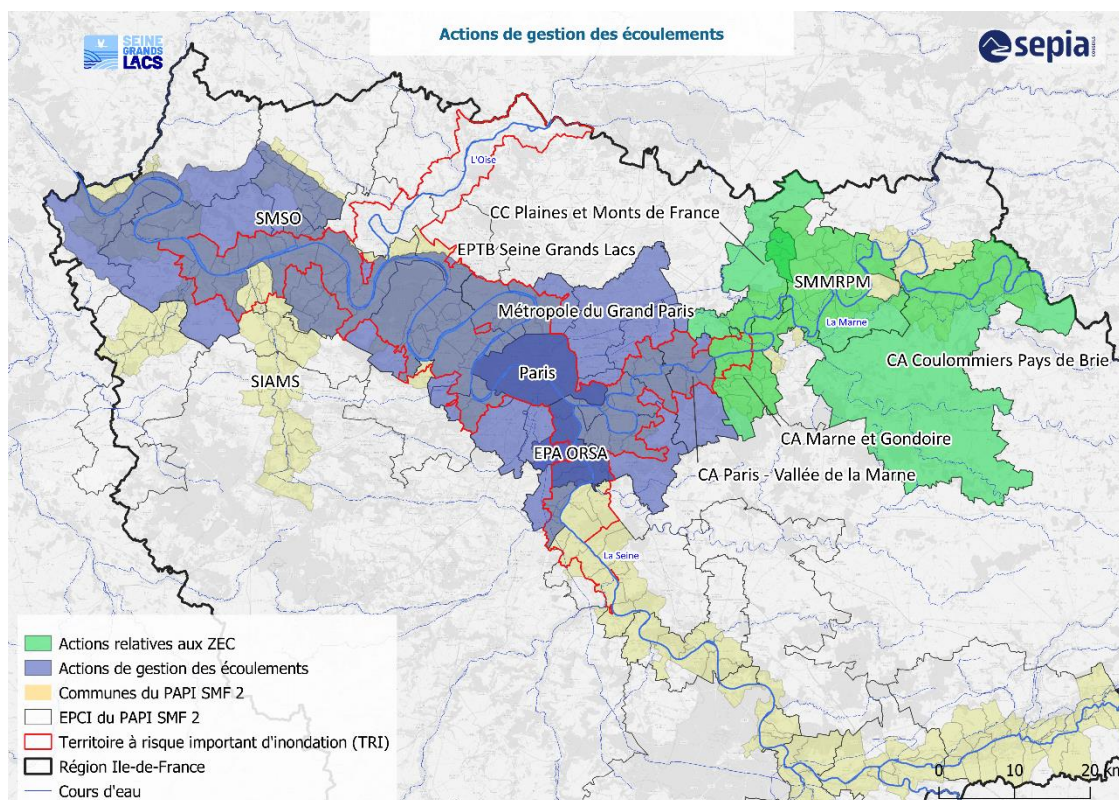 SEINE
GRANDS
LACS
Actions de gestion des écoulements
sepia
CONSEILS
L'Oise
CC Plaines et Monts de France
SMSO
EPTB Seine Grands Lacs
SMMRPM
Métropole du Grand Paris
La Marne
CA Coulommiers Pays de Brie
Paris
SIAMS
CA Marne et Gondoire
EPA ORSA
CA Paris - Vallée de la Marne
La Seine
Actions relatives aux ZEC
Actions de gestion des écoulements
Communes du PAPI SMF 2
EPCI du PAPI SMF 2
Territoire à risque important d'inondation (TRI)
Région Ile-de-France
Cours d'eau
0 10 20 km